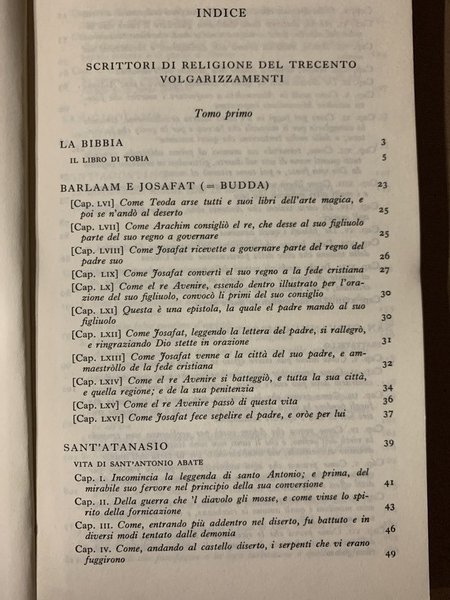 INDICE
SCRITTORI DI RELIGIONE DEL TRECENTO
VOLGARIZZAMENTI
Tomo primo
LA BIBBIA 3
IL LIBRO DI TOBIA 5
BARLAAM E JOSAFAT (= BUDDA) 23
[Cap. LVI] Come Teoda arse tutti e suoi libri dell'arte magica, e
poi se n'andò al deserto 25
[Cap. LVII] Come Arachim consigliò el re, che desse al suo figliuolo
parte del suo regno a governare 25
[Cap. LVIII] Come Josafat ricevette a governare parte del regno del
padre suo 26
[Cap. LIX] Come Josafat convertì el suo regno a la fede cristiana 27
[Cap. LX] Come el re Avenire, essendo dentro illustrato per l'ora-
zione del suo figliuolo, convocò li primi del suo consiglio 30
[Cap. LXI] Questa è una epistola, la quale el padre mandò al suo
figliuolo 30
[Cap. LXII] Come Josafat, leggendo la lettera del padre, si rallegrò,
e ringraziando Dio stette in orazione 31
[Cap. LXIII] Come Josafat venne a la città del suo padre, e am-
maestròllo de la fede cristiana 32
[Cap. LXIV] Come el re Avenire si batteggiò, e tutta la sua città,
e quella regione; e de la sua penitenzia 34
[Cap. LXV] Come el re Avenire passò di questa vita 36
[Cap. LXVI] Come Josafat fece sepelire el padre, e oròe per lui 37
SANT'ATANASIO 39
VITA DI SANT'ANTONIO ABATE
Cap. I. Incomincia la leggenda di santo Antonio; e prima, del
mirabile suo fervore nel principio della sua conversione 41
Cap. II. Della guerra che 'l diavolo gli mosse, e come vinse lo spi-
rito della fornicazione 43
Cap. III. Come, entrando più addentro nel diserto, fu battuto e in
diversi modi tentato dalle demonia 46
Cap. IV. Come, andando al castello diserto, i serpenti che vi erano
fuggirono 49